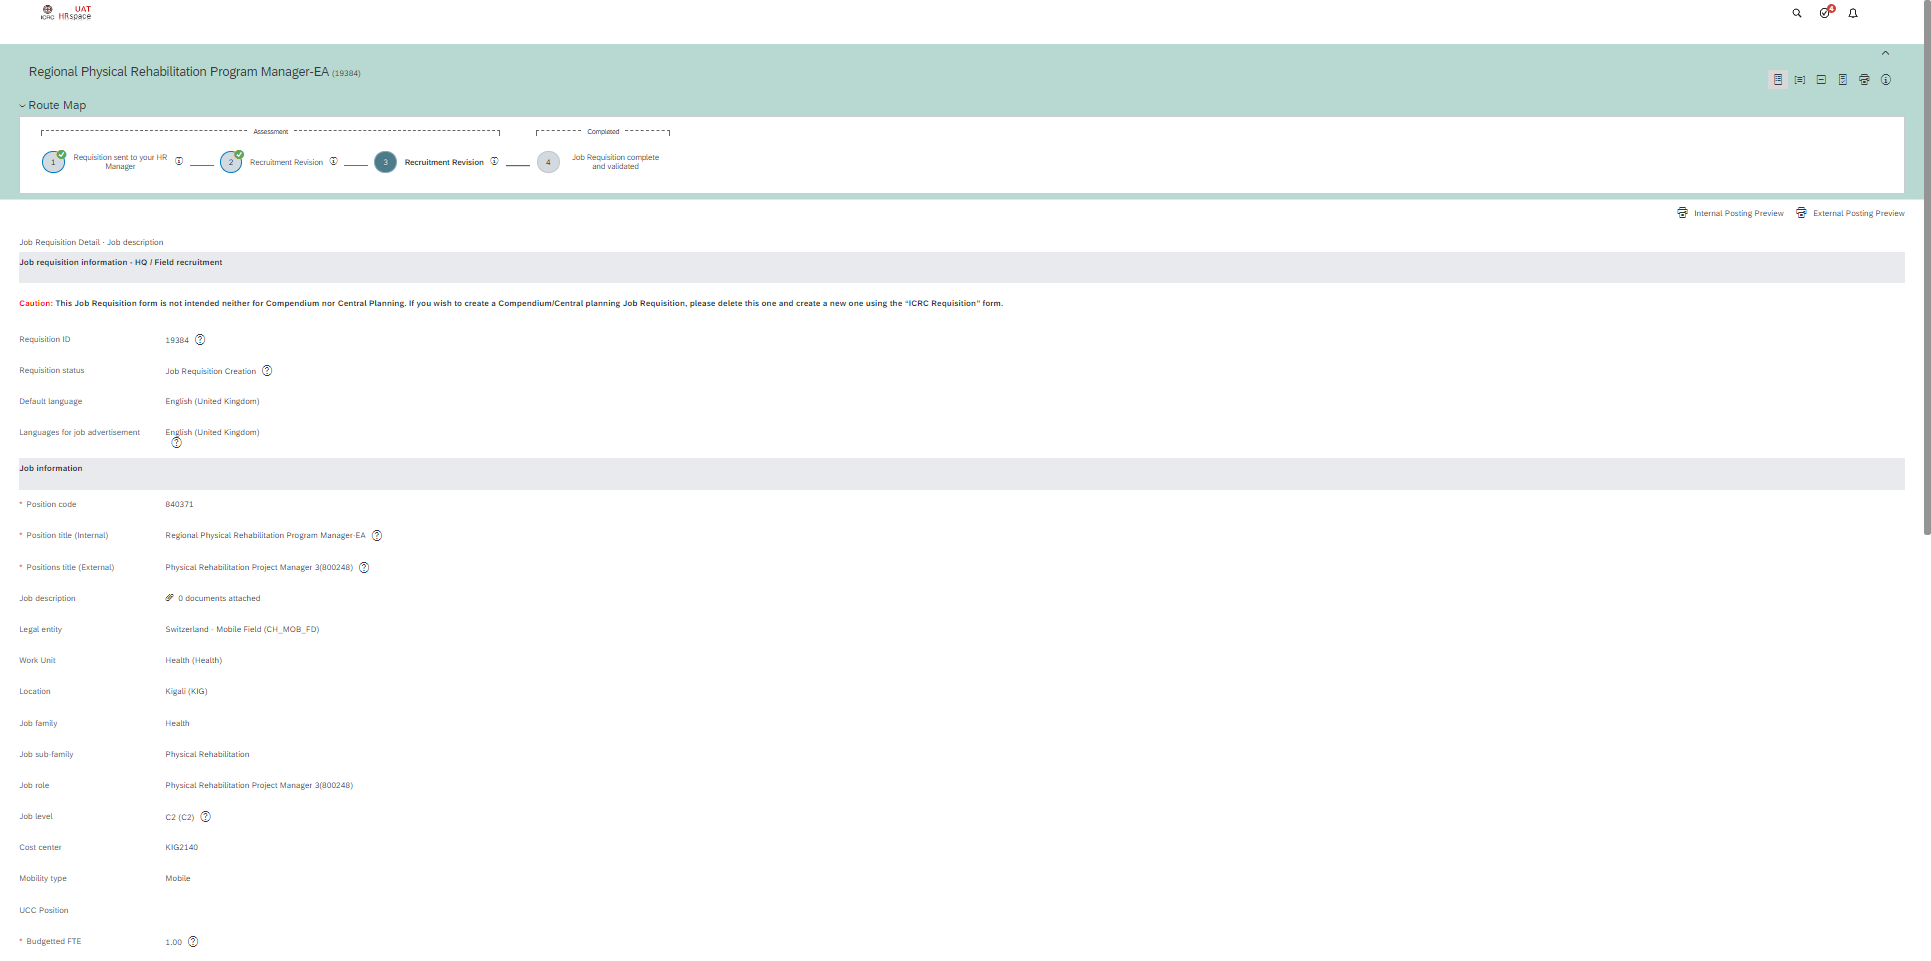 ICRC
UAT
HRspace
4
Regional Physical Rehabilitation Program Manager-EA (19384)
Route Map
Assessment
Completed
1
Requisition sent to your HR
Manager
2
Recruitment Revision
3
Recruitment Revision
4
Job Requisition complete
and validated
Internal Posting Preview
External Posting Preview
Job Requisition Detail - Job description
Job requisition information - HQ / Field recruitment
Caution: This Job Requisition form is not intended neither for Compendium nor Central Planning. If you wish to create a Compendium/Central planning Job Requisition, please delete this one and create a new one using the “ICRC Requisition” form.
Requisition ID 19384
Requisition status Job Requisition Creation
Default language English (United Kingdom)
Languages for job advertisement English (United Kingdom)
Job information
* Position code 840371
* Position title (Internal) Regional Physical Rehabilitation Program Manager-EA
* Positions title (External) Physical Rehabilitation Project Manager 3(800248)
Job description 0 documents attached
Legal entity Switzerland - Mobile Field (CH_MOB_FD)
Work Unit Health (Health)
Location Kigali (KIG)
Job family Health
Job sub-family Physical Rehabilitation
Job role Physical Rehabilitation Project Manager 3(800248)
Job level C2 (C2)
Cost center KIG2140
Mobility type Mobile
UCC Position
* Budgetted FTE 1.00